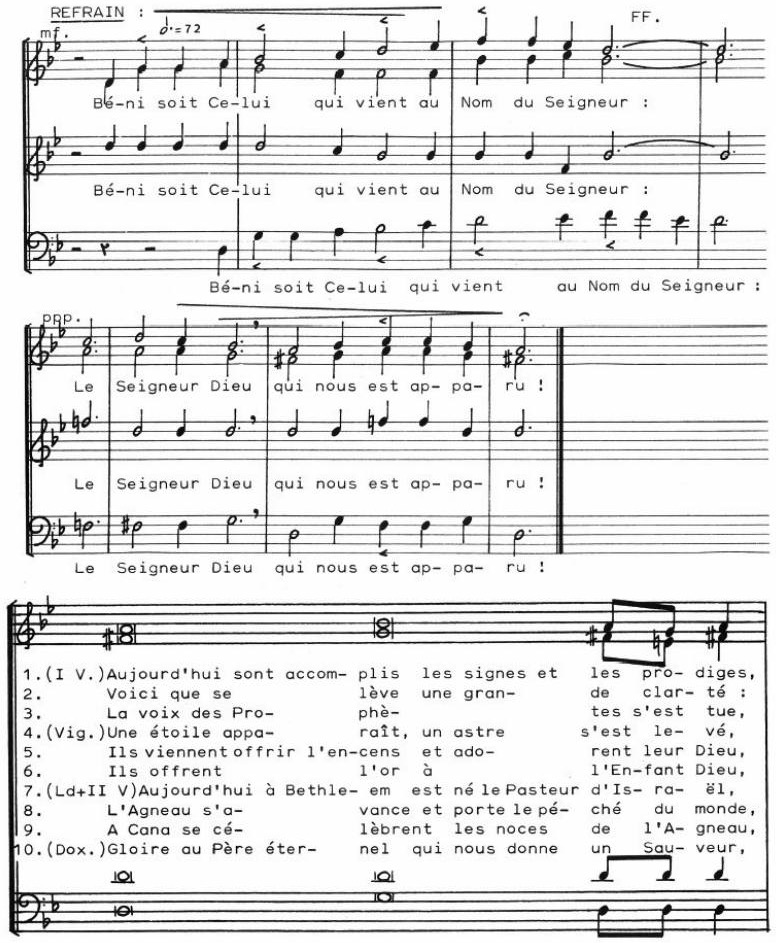 REFRAIN :
mf.
=72
FF.
Bé-ni soit Ce-lui qui vient au Nom du Seigneur :
Bé-ni soit Ce-lui qui vient au Nom du Seigneur :
Bé-ni soit Ce-lui qui vient au Nom du Seigneur :
ppp.
Le Seigneur Dieu qui nous est ap- pa- ru !
Le Seigneur Dieu qui nous est ap- pa- ru !
Le Seigneur Dieu qui nous est ap- pa- ru !
1.(I V.)Aujourd'hui sont accom- plis les signes et les pro- diges,
2. Voici que se lève une gran- de clar- té :
3. La voix des Pro- phè- tes s'est tue,
4.(Vig.)Une étoile appa- raît, un astre s'est le- vé,
5. Ils viennent offrir l'en- cens et ado- rent leur Dieu,
6. Ils offrent l'or à l'En-fant Dieu,
7.(Ld+II V)Aujourd'hui à Bethle- em est né le Pasteur d'Is- ra- ël,
8. L'Agneau s'a- vance et porte le pé- ché du monde,
9. A Cana se cé- lèbrent les noces de l'A- gneau,
10.(Dox.)Gloire au Père éter- nel qui nous donne un Sau- veur,